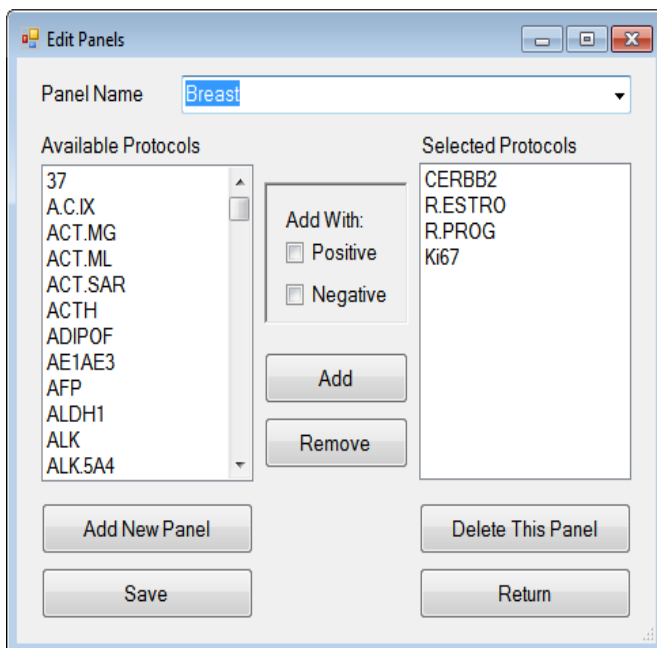 Edit Panels
Panel Name
Breast
Available Protocols
37
A.C.IX
ACT.MG
ACT.ML
ACT.SAR
ACTH
ADIPOF
AE1AE3
AFP
ALDH1
ALK
ALK.5A4
Add With:
Positive
Negative
Add
Remove
Selected Protocols
CERBB2
R.ESTRO
R.PROG
Ki67
Add New Panel
Delete This Panel
Save
Return